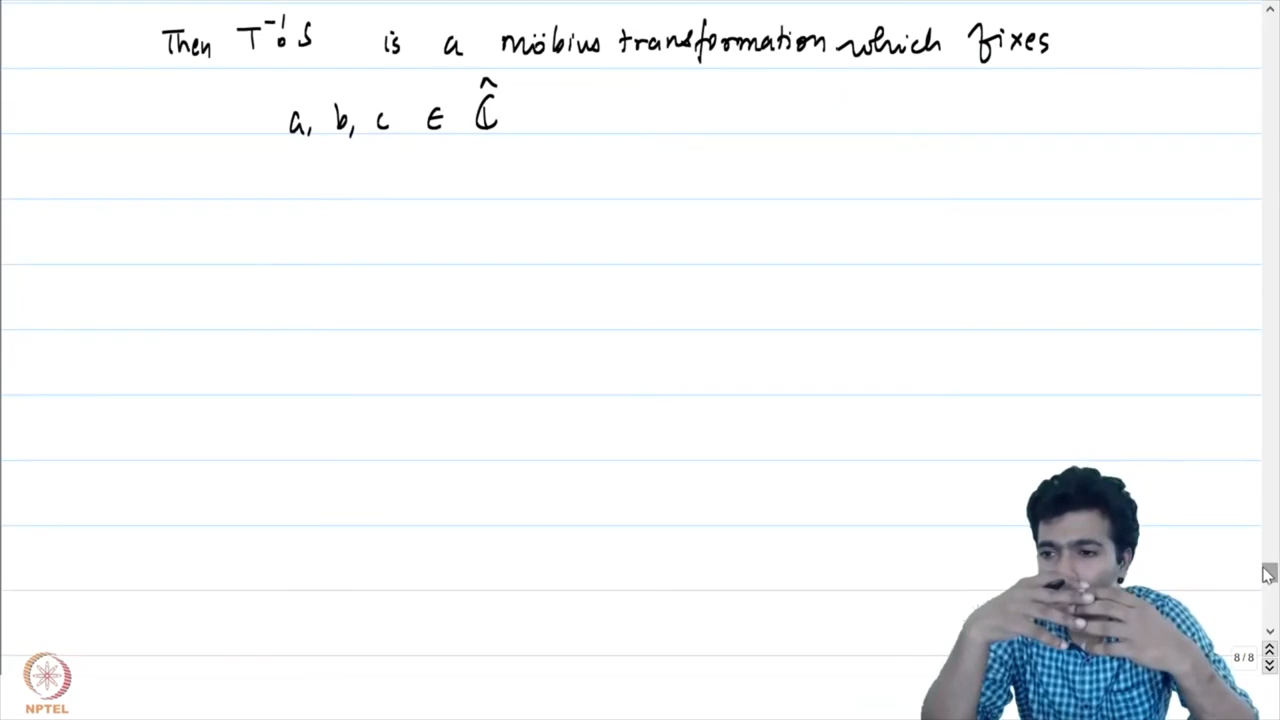 Then T⁻¹∘S is a möbius transformation which fixes
a, b, c ∈ ℂ̂
8 / 8
NPTEL